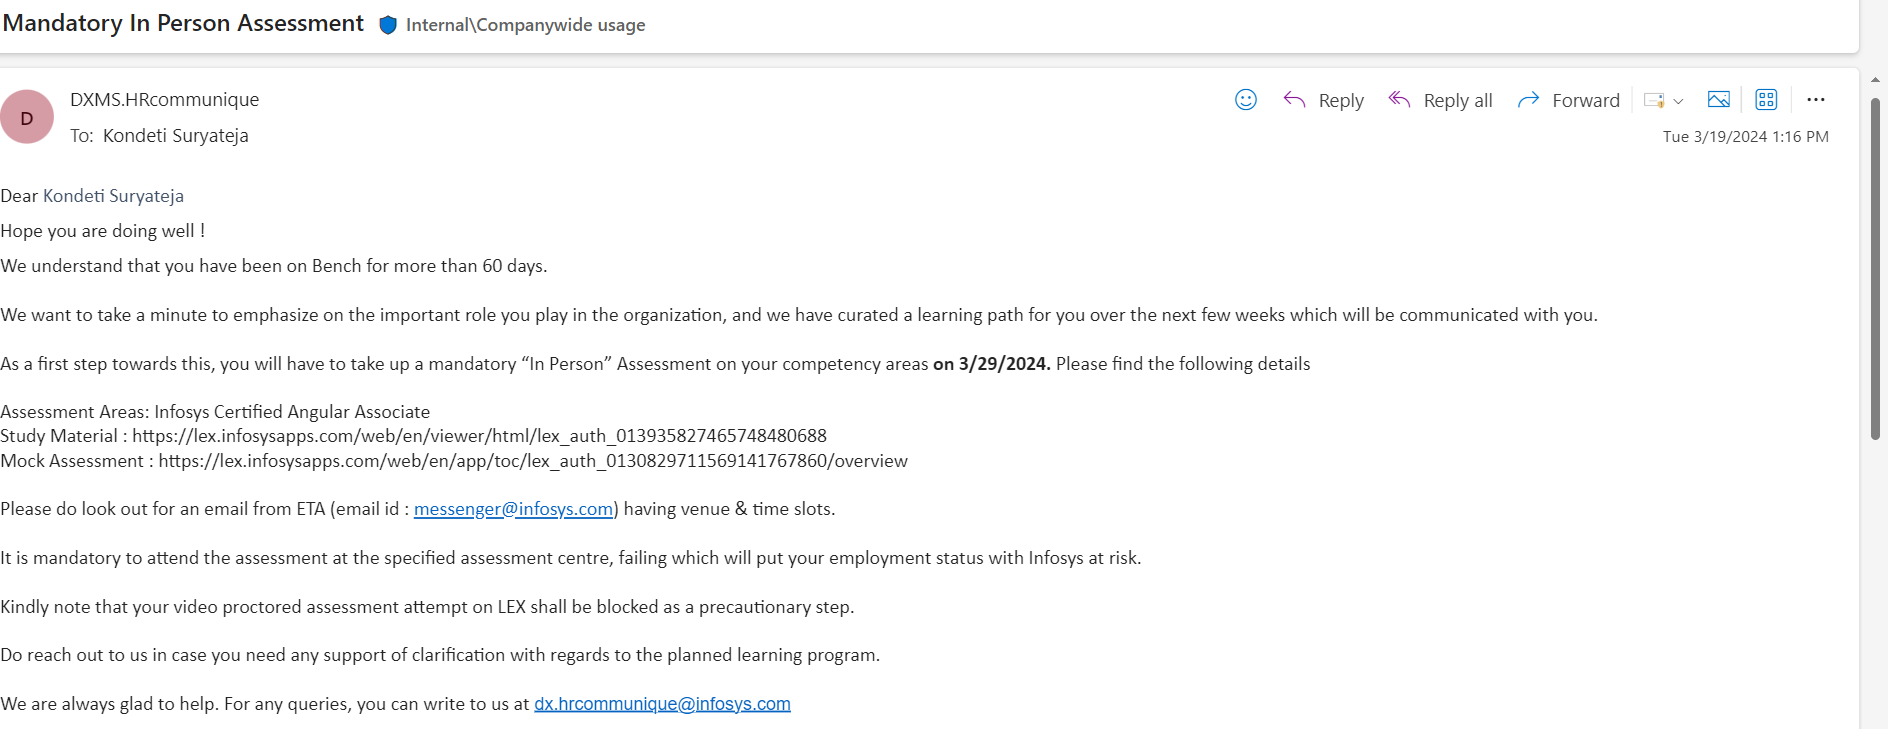 Mandatory In Person Assessment Internal\Companywide usage
D
DXMS.HRcommunique
To: Kondeti Suryateja
Reply Reply all Forward
Tue 3/19/2024 1:16 PM
Dear Kondeti Suryateja
Hope you are doing well !
We understand that you have been on Bench for more than 60 days.
We want to take a minute to emphasize on the important role you play in the organization, and we have curated a learning path for you over the next few weeks which will be communicated with you.
As a first step towards this, you will have to take up a mandatory “In Person” Assessment on your competency areas on 3/29/2024. Please find the following details
Assessment Areas: Infosys Certified Angular Associate
Study Material : https://lex.infosysapps.com/web/en/viewer/html/lex_auth_013935827465748480688
Mock Assessment : https://lex.infosysapps.com/web/en/app/toc/lex_auth_0130829711569141767860/overview
Please do look out for an email from ETA (email id : messenger@infosys.com) having venue & time slots.
It is mandatory to attend the assessment at the specified assessment centre, failing which will put your employment status with Infosys at risk.
Kindly note that your video proctored assessment attempt on LEX shall be blocked as a precautionary step.
Do reach out to us in case you need any support of clarification with regards to the planned learning program.
We are always glad to help. For any queries, you can write to us at dx.hrcommunique@infosys.com